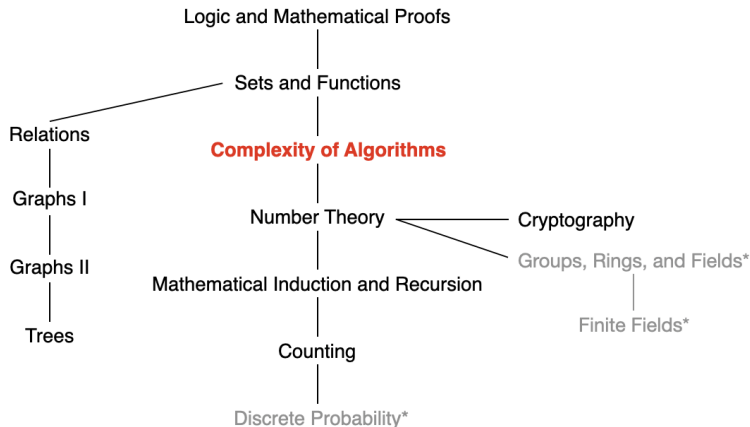 Logic and Mathematical Proofs
Sets and Functions
Relations
Complexity of Algorithms
Graphs I
Number Theory
Cryptography
Groups, Rings, and Fields*
Graphs II
Mathematical Induction and Recursion
Finite Fields*
Trees
Counting
Discrete Probability*